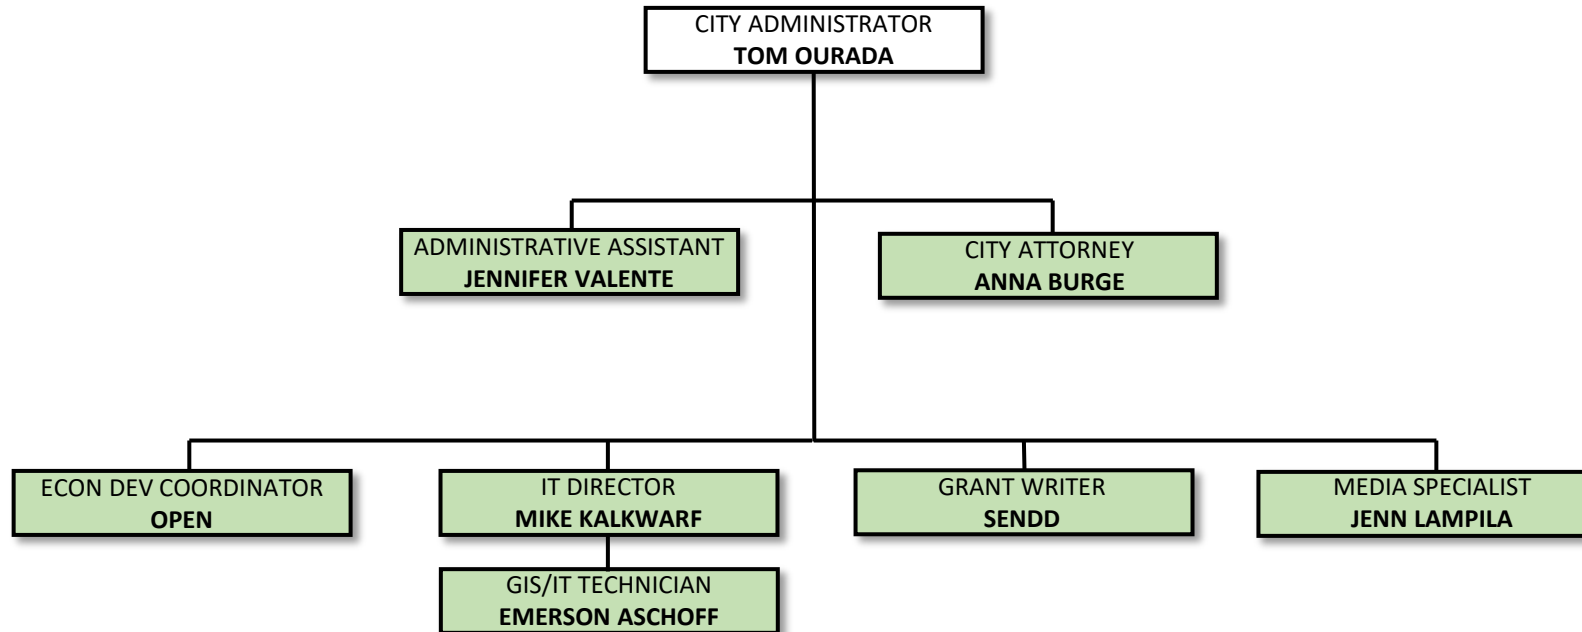 CITY ADMINISTRATOR
TOM OURADA
ADMINISTRATIVE ASSISTANT
JENNIFER VALENTE
CITY ATTORNEY
ANNA BURGE
ECON DEV COORDINATOR
OPEN
IT DIRECTOR
MIKE KALKWARF
GRANT WRITER
SENDD
MEDIA SPECIALIST
JENN LAMPILA
GIS/IT TECHNICIAN
EMERSON ASCHOFF